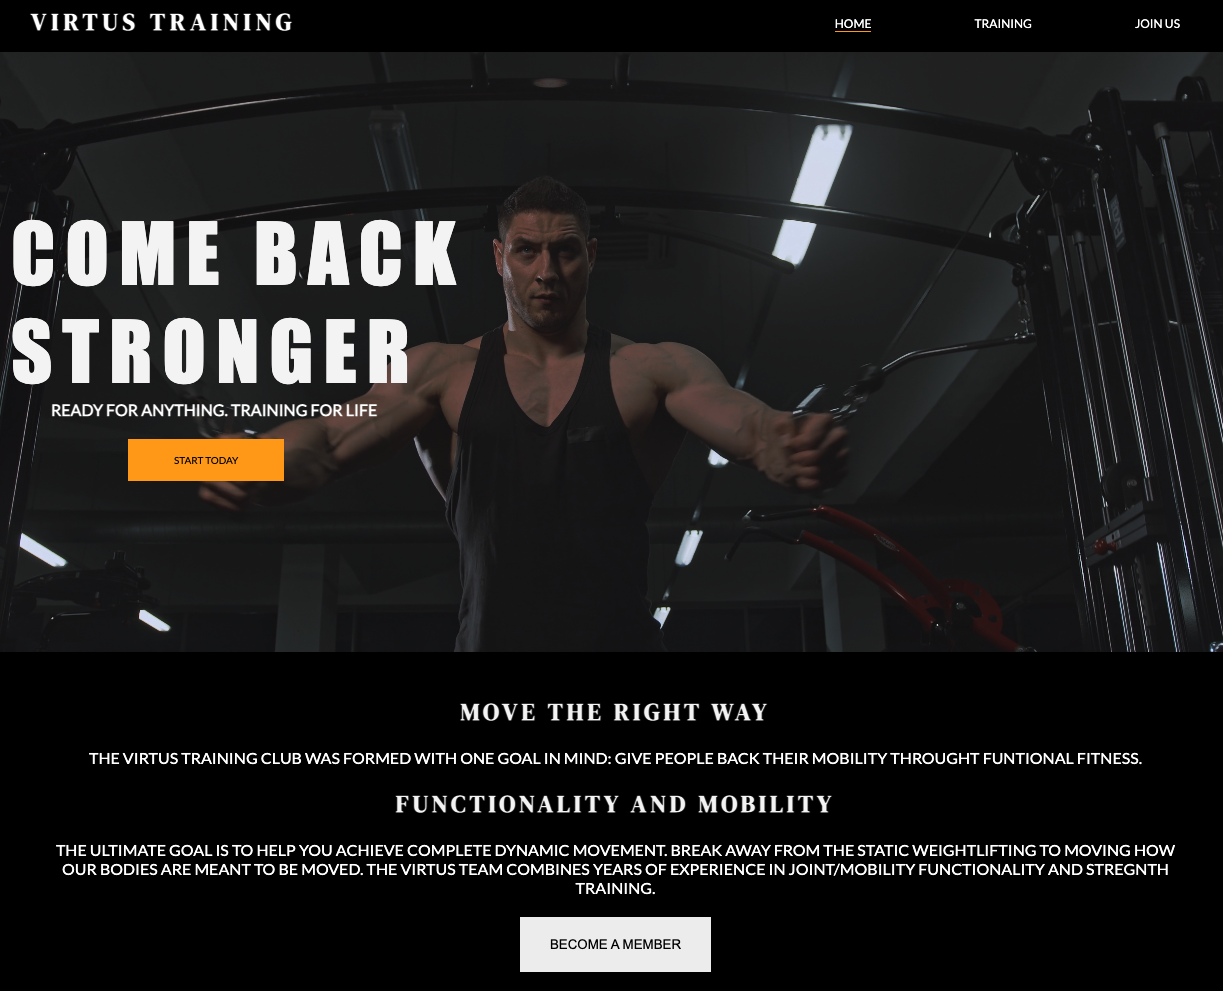 VIRTUS TRAINING
HOME
TRAINING
JOIN US
COME BACK
STRONGER
READY FOR ANYTHING. TRAINING FOR LIFE
START TODAY
MOVE THE RIGHT WAY
THE VIRTUS TRAINING CLUB WAS FORMED WITH ONE GOAL IN MIND: GIVE PEOPLE BACK THEIR MOBILITY THROUGHT FUNTIONAL FITNESS.
FUNCTIONALITY AND MOBILITY
THE ULTIMATE GOAL IS TO HELP YOU ACHIEVE COMPLETE DYNAMIC MOVEMENT. BREAK AWAY FROM THE STATIC WEIGHTLIFTING TO MOVING HOW
OUR BODIES ARE MEANT TO BE MOVED. THE VIRTUS TEAM COMBINES YEARS OF EXPERIENCE IN JOINT/MOBILITY FUNCTIONALITY AND STREGNTH
TRAINING.
BECOME A MEMBER